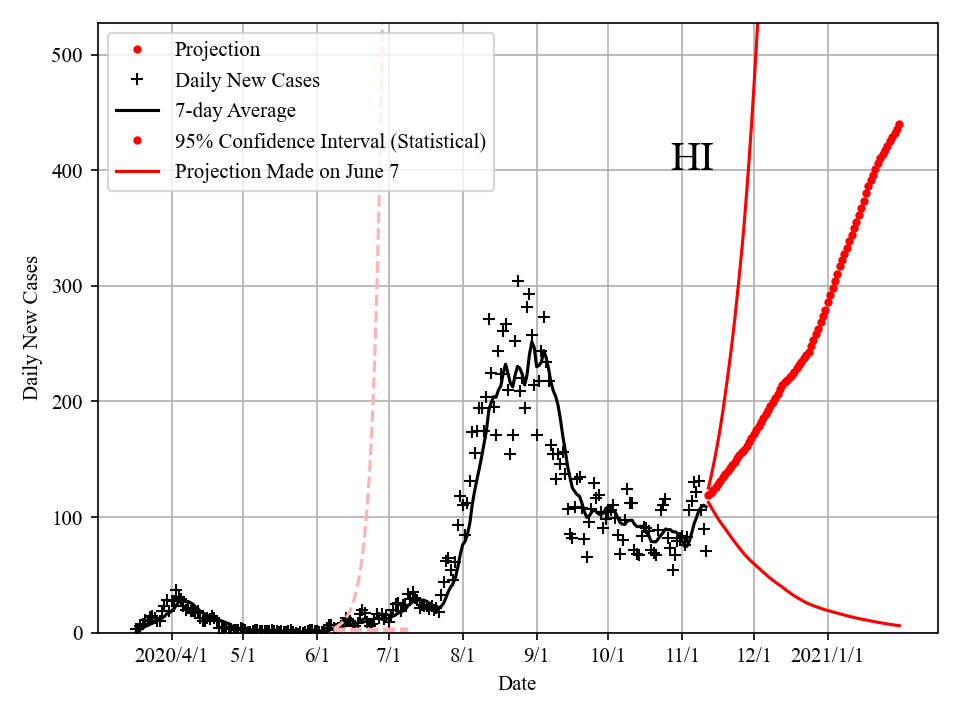 500
400
300
200
100
0
Daily New Cases
Projection
Daily New Cases
7-day Average
95% Confidence Interval (Statistical)
Projection Made on June 7
HI
2020/4/1 5/1 6/1 7/1 8/1 9/1 10/1 11/1 12/1 2021/1/1
Date